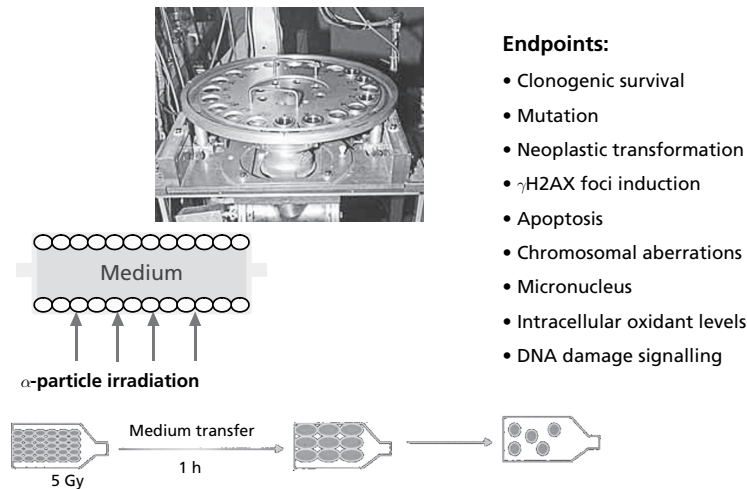 Endpoints:
• Clonogenic survival
• Mutation
• Neoplastic transformation
• γH2AX foci induction
• Apoptosis
• Chromosomal aberrations
• Micronucleus
• Intracellular oxidant levels
• DNA damage signalling
Medium
α-particle irradiation
Medium transfer
1 h
5 Gy